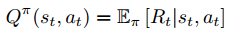 Q^π(s_t, a_t) = 𝔼_π [R_t|s_t, a_t]